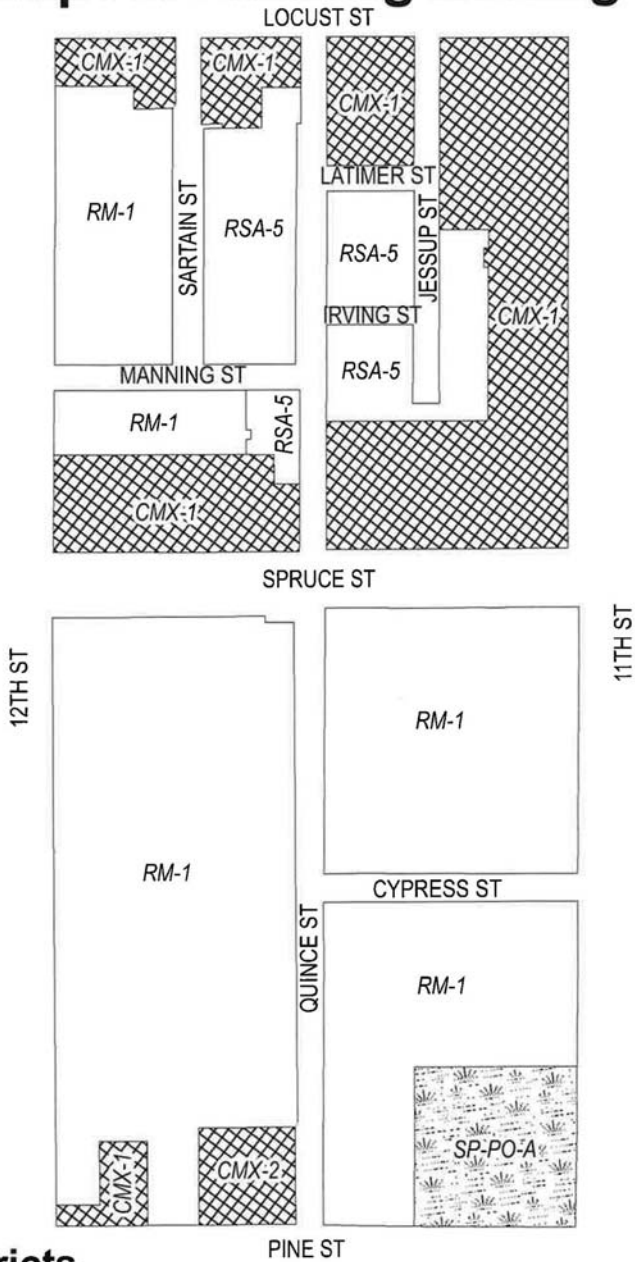 LOCUST ST
CMX-1
CMX-1
CMX-1
LATIMER ST
RM-1
SARTAIN ST
RSA-5
RSA-5
JESSUP ST
IRVING ST
CMX-1
RSA-5
MANNING ST
RM-1
RSA-5
CMX-1
SPRUCE ST
12TH ST
11TH ST
RM-1
RM-1
CYPRESS ST
QUINCE ST
RM-1
SP-PO-A
CMX-1
CMX-2
PINE ST